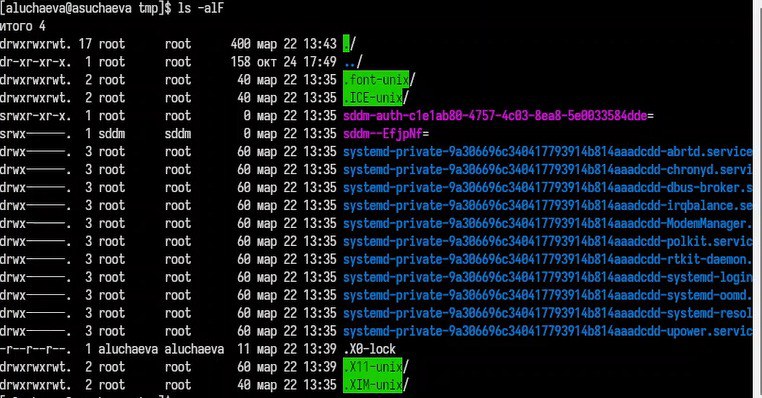 [aluchaeva@asuchaeva tmp]$ ls -alF
итого 4
drwxrwxrwt. 17 root root 400 мар 22 13:43 ./
dr-xr-xr-x. 1 root root 158 окт 24 17:49 ../
drwxrwxrwt. 2 root root 40 мар 22 13:35 .font-unix/
drwxrwxrwt. 2 root root 40 мар 22 13:35 .ICE-unix/
srwxr-xr-x. 1 root root 0 мар 22 13:35 sddm-auth-c1e1ab80-4757-4c03-8ea8-5e0033584dde=
srwx------. 1 sddm sddm 0 мар 22 13:35 sddm--EfjpNf=
drwx------. 3 root root 60 мар 22 13:35 systemd-private-9a306696c340417793914b814aaadcdd-abrtd.service
drwx------. 3 root root 60 мар 22 13:35 systemd-private-9a306696c340417793914b814aaadcdd-chronyd.servi
drwx------. 3 root root 60 мар 22 13:35 systemd-private-9a306696c340417793914b814aaadcdd-dbus-broker.s
drwx------. 3 root root 60 мар 22 13:35 systemd-private-9a306696c340417793914b814aaadcdd-irqbalance.se
drwx------. 3 root root 60 мар 22 13:35 systemd-private-9a306696c340417793914b814aaadcdd-ModemManager.
drwx------. 3 root root 60 мар 22 13:35 systemd-private-9a306696c340417793914b814aaadcdd-polkit.servic
drwx------. 3 root root 60 мар 22 13:35 systemd-private-9a306696c340417793914b814aaadcdd-rtkit-daemon.
drwx------. 3 root root 60 мар 22 13:35 systemd-private-9a306696c340417793914b814aaadcdd-systemd-login
drwx------. 3 root root 60 мар 22 13:35 systemd-private-9a306696c340417793914b814aaadcdd-systemd-oomd.
drwx------. 3 root root 60 мар 22 13:35 systemd-private-9a306696c340417793914b814aaadcdd-systemd-resol
drwx------. 3 root root 60 мар 22 13:35 systemd-private-9a306696c340417793914b814aaadcdd-upower.servic
-r--r--r--. 1 aluchaeva aluchaeva 11 мар 22 13:39 .X0-lock
drwxrwxrwt. 2 root root 60 мар 22 13:39 .X11-unix/
drwxrwxrwt. 2 root root 40 мар 22 13:35 .XIM-unix/